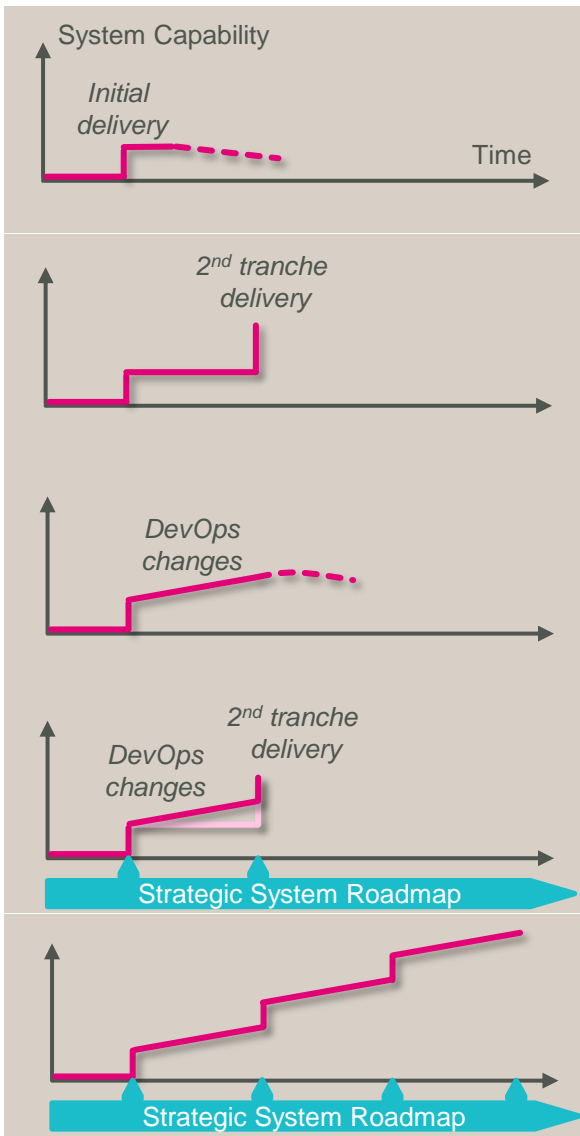 System Capability
Initial
delivery
Time
2nd tranche
delivery
DevOps
changes
2nd tranche
delivery
DevOps
changes
Strategic System Roadmap
Strategic System Roadmap